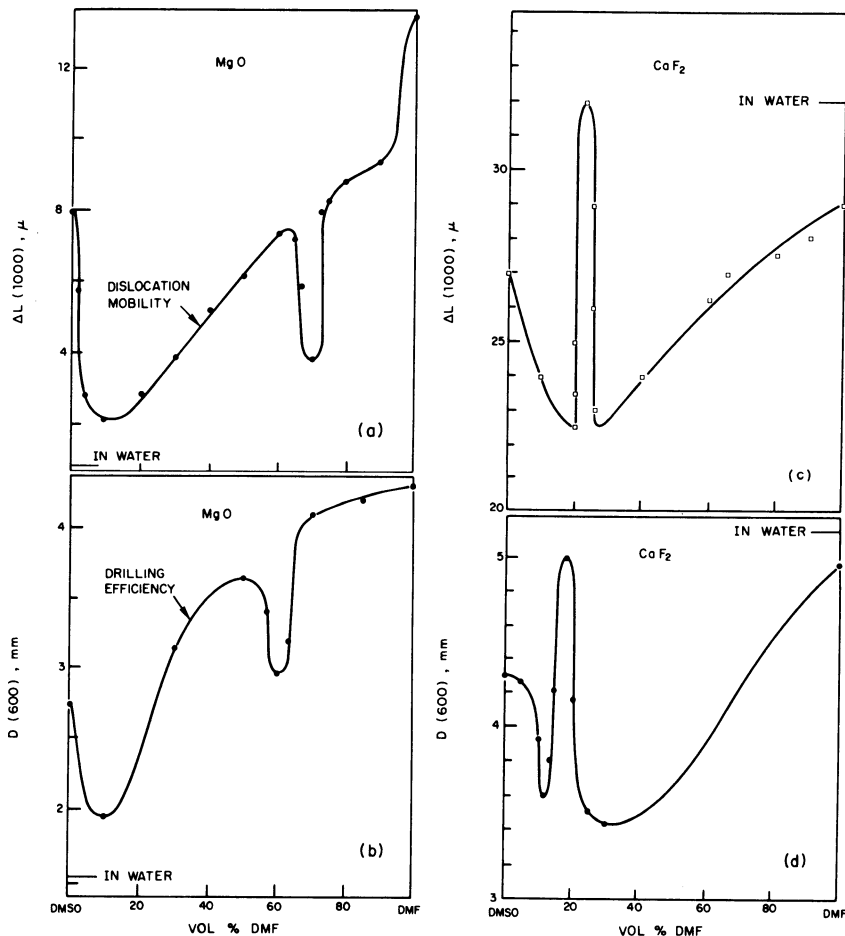 MgO
12
8
4
ΔL (1000) , μ
DISLOCATION
MOBILITY
IN WATER
(a)
MgO
4
3
2
D (600) , mm
DRILLING
EFFICIENCY
IN WATER
(b)
DMSO 20 40 60 80 DMF
VOL % DMF
CaF2
IN WATER
30
25
20
ΔL (1000) , μ
(c)
CaF2
IN WATER
5
4
3
D (600) , mm
(d)
DMSO 20 40 60 80 DMF
VOL % DMF